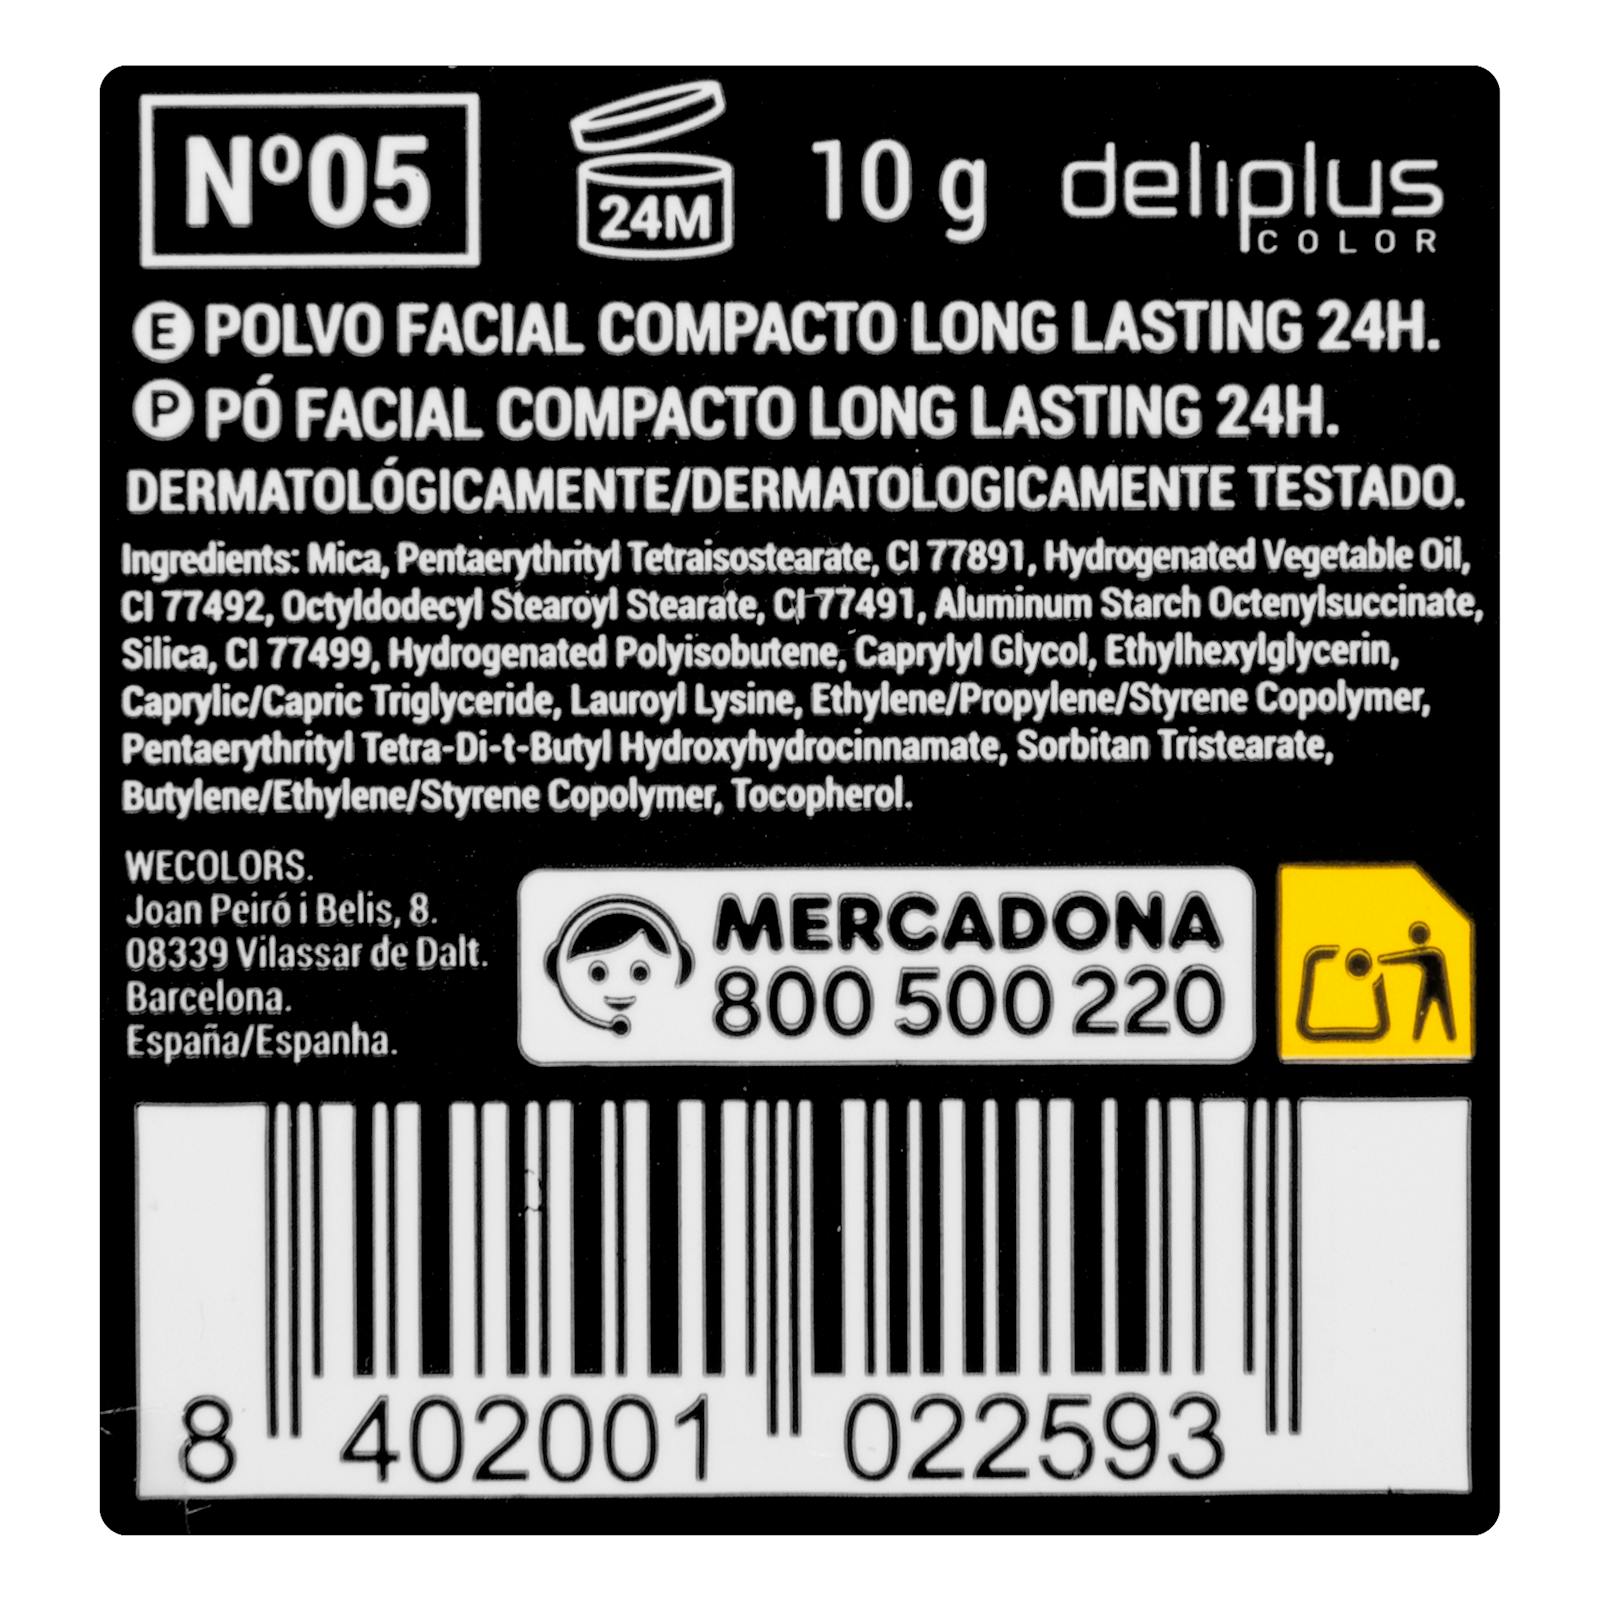 Nº05
24M
10 g
deliplus
COLOR
E POLVO FACIAL COMPACTO LONG LASTING 24H.
P PÓ FACIAL COMPACTO LONG LASTING 24H.
DERMATOLÓGICAMENTE/DERMATOLOGICAMENTE TESTADO.
Ingredients: Mica, Pentaerythrityl Tetraisostearate, CI 77891, Hydrogenated Vegetable Oil,
CI 77492, Octyldodecyl Stearoyl Stearate, CI 77491, Aluminum Starch Octenylsuccinate,
Silica, CI 77499, Hydrogenated Polyisobutene, Caprylyl Glycol, Ethylhexylglycerin,
Caprylic/Capric Triglyceride, Lauroyl Lysine, Ethylene/Propylene/Styrene Copolymer,
Pentaerythrityl Tetra-Di-t-Butyl Hydroxyhydrocinnamate, Sorbitan Tristearate,
Butylene/Ethylene/Styrene Copolymer, Tocopherol.
WECOLORS.
Joan Peiró i Belis, 8.
08339 Vilassar de Dalt.
Barcelona.
España/Espanha.
MERCADONA
800 500 220
8 402001 022593